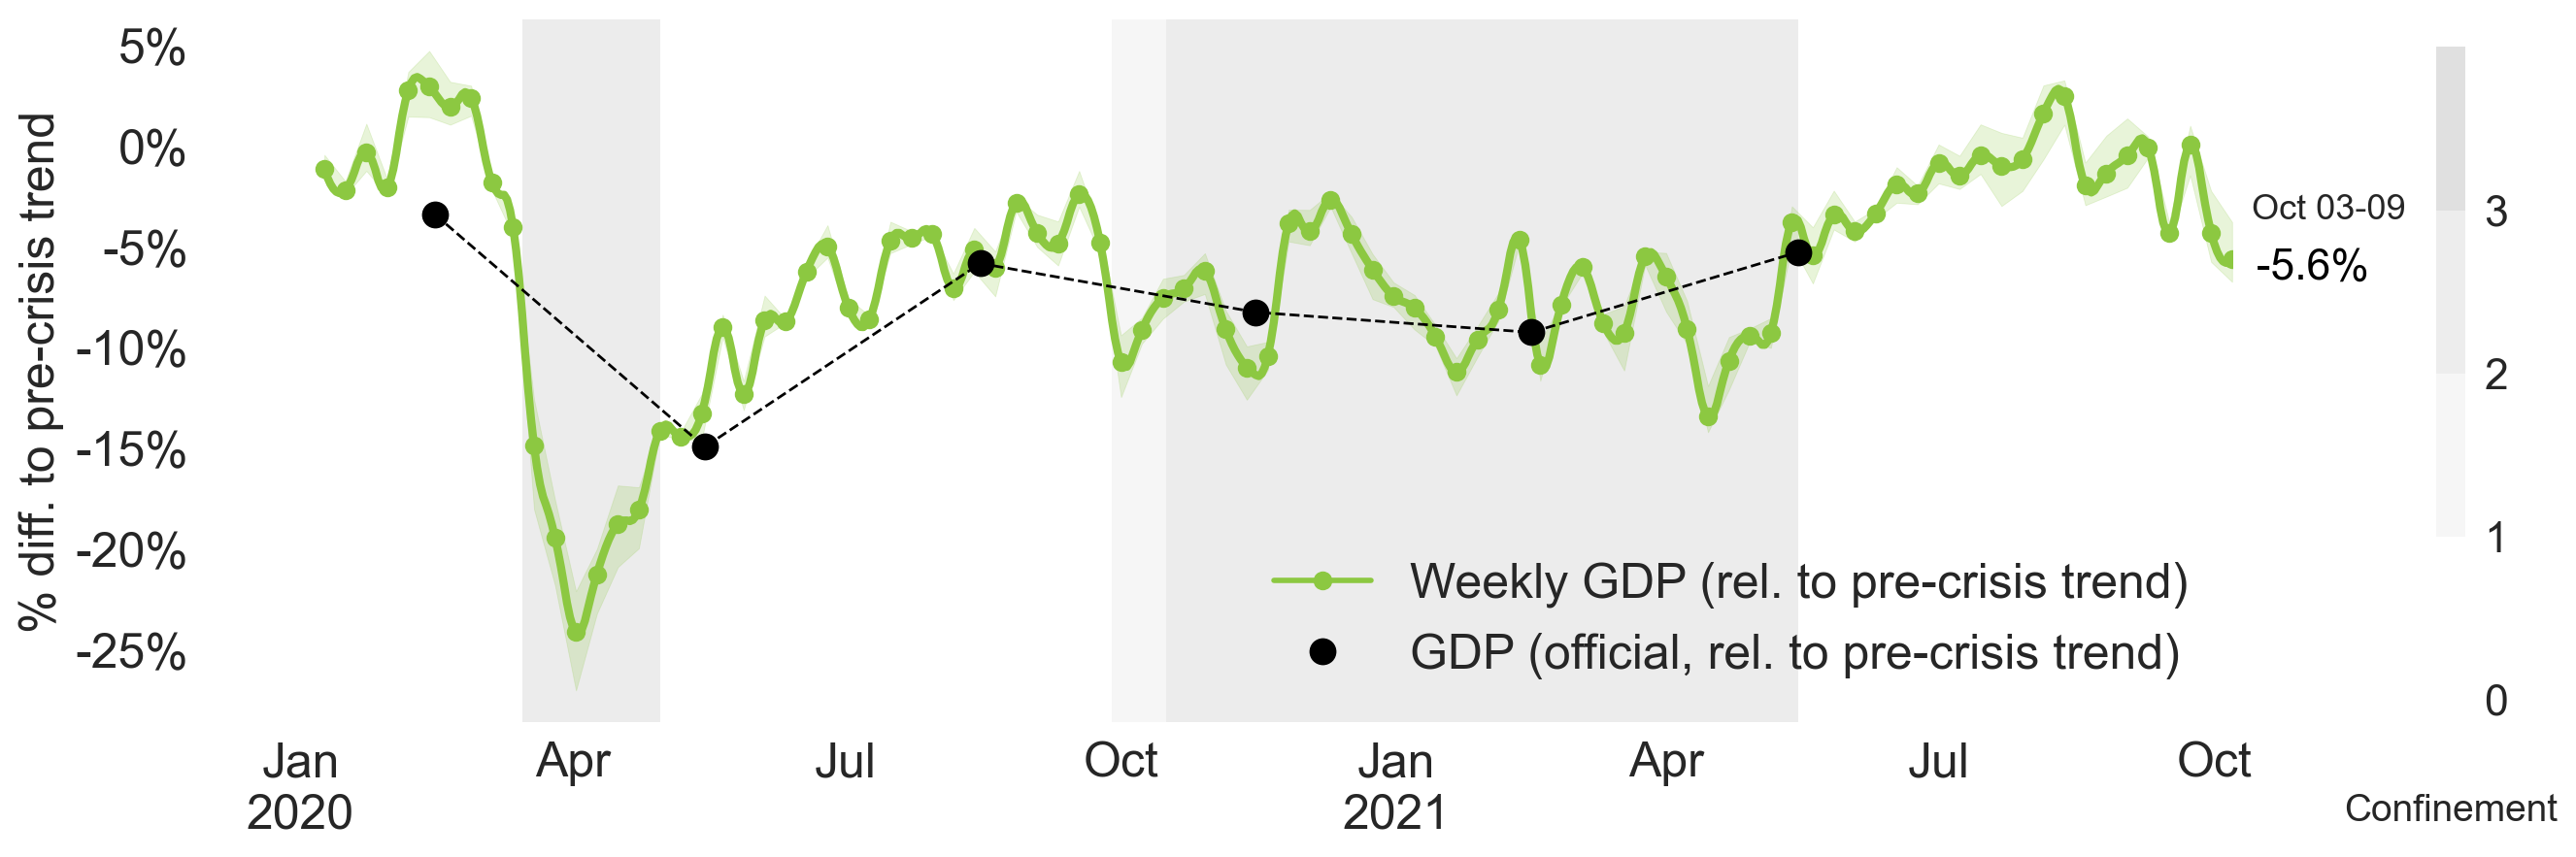 % diff. to pre-crisis trend
5%
0%
-5%
-10%
-15%
-20%
-25%
Jan
2020
Apr
Jul
Oct
Jan
2021
Apr
Jul
Oct
Oct 03-09
-5.6%
Weekly GDP (rel. to pre-crisis trend)
GDP (official, rel. to pre-crisis trend)
3
2
1
0
Confinement